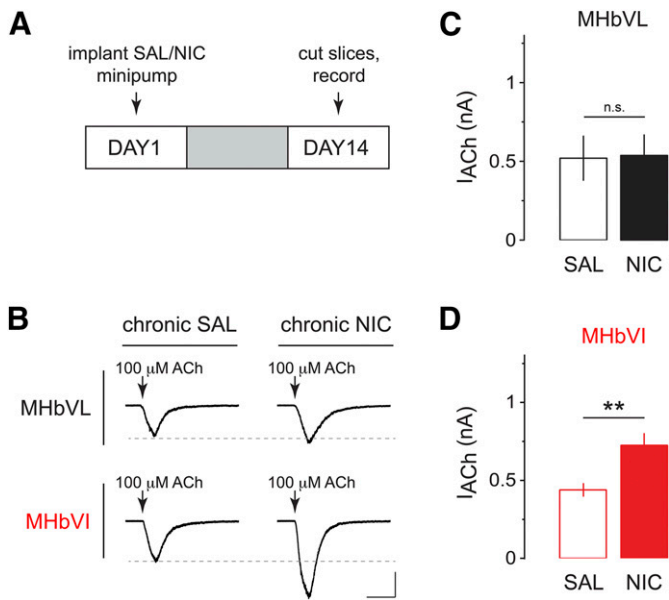 A
implant SAL/NIC
minipump
cut slices,
record
DAY1
DAY14
B
chronic SAL
chronic NIC
100 μM ACh
100 μM ACh
MHbVL
100 μM ACh
100 μM ACh
MHbVI
C
MHbVL
IACh (nA)
1
0.5
0
n.s.
SAL
NIC
D
MHbVI
IACh (nA)
1
0.5
0
**
SAL
NIC